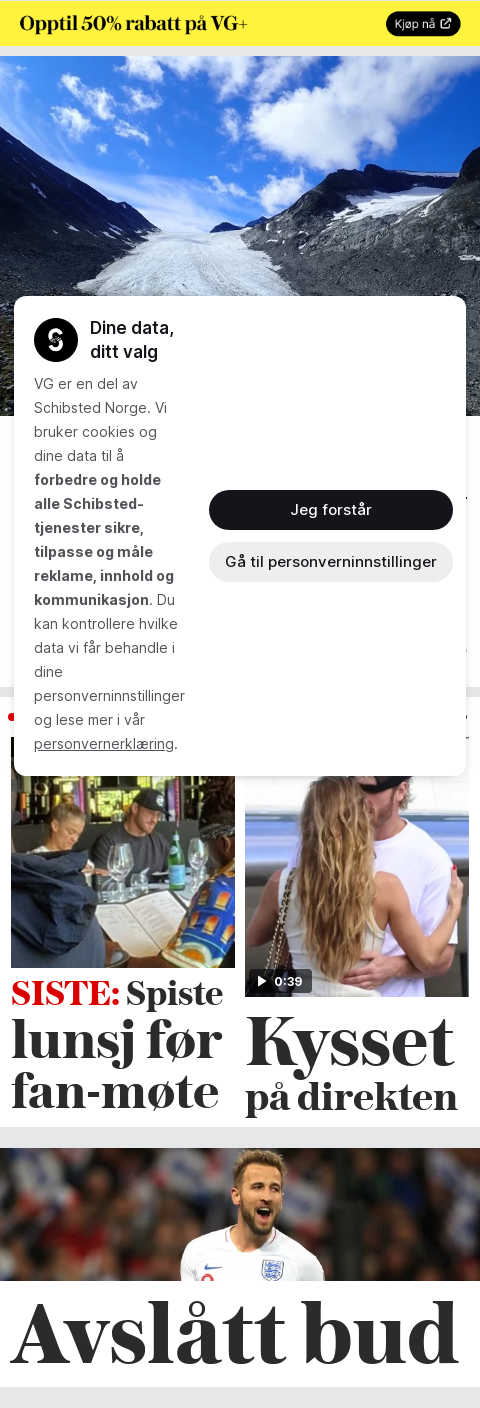 Opptil 50% rabatt på VG+
Kjøp nå
Dine data,
ditt valg
VG er en del av
Schibsted Norge. Vi
bruker cookies og
dine data til å
forbedre og holde
alle Schibsted-
tjenester sikre,
tilpasse og måle
reklame, innhold og
kommunikasjon. Du
kan kontrollere hvilke
data vi får behandle i
dine
personverninnstillinger
og lese mer i vår
personvernerklæring.
Jeg forstår
Gå til personverninnstillinger
SISTE: Spiste
lunsj før
fan-møte
0:39
Kysset
på direkten
Avslått bud